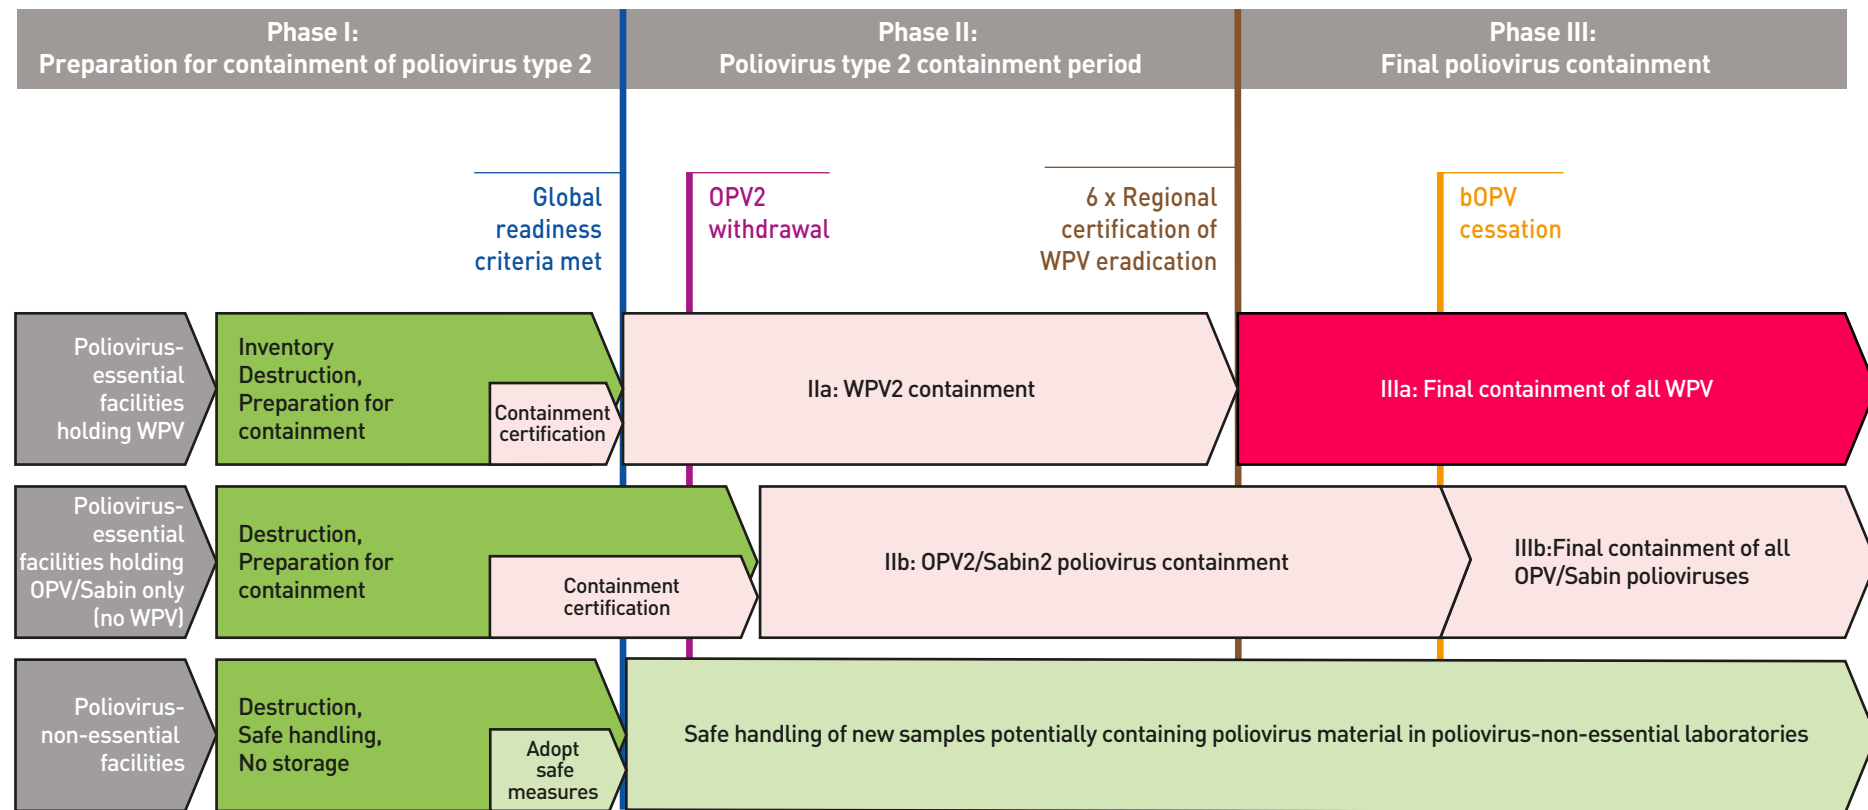 Phase I:
Preparation for containment of poliovirus type 2
Phase II:
Poliovirus type 2 containment period
Phase III:
Final poliovirus containment
Global
readiness
criteria met
OPV2
withdrawal
6 x Regional
certification of
WPV eradication
bOPV
cessation
Poliovirus-
essential
facilities
holding WPV
Inventory
Destruction,
Preparation for
containment
Containment
certification
IIa: WPV2 containment
IIIa: Final containment of all WPV
Poliovirus-
essential
facilities holding
OPV/Sabin only
(no WPV)
Destruction,
Preparation for
containment
Containment
certification
IIb: OPV2/Sabin2 poliovirus containment
IIIb:Final containment of all
OPV/Sabin polioviruses
Poliovirus-
non-essential
facilities
Destruction,
Safe handling,
No storage
Adopt
safe
measures
Safe handling of new samples potentially containing poliovirus material in poliovirus-non-essential laboratories